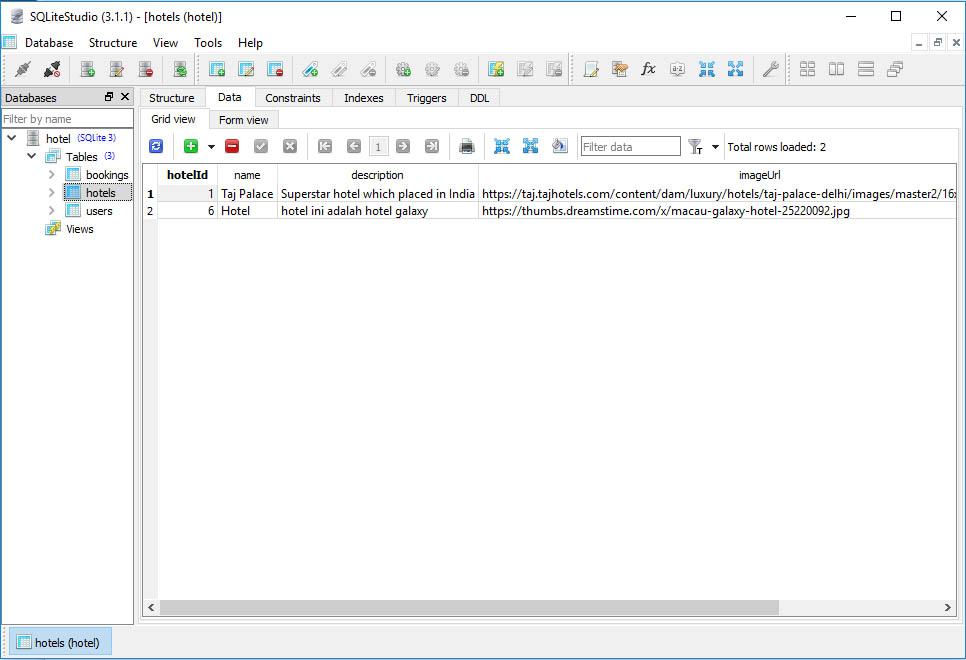 SQLiteStudio (3.1.1) - [hotels (hotel)]
Database Structure View Tools Help
Databases
Filter by name
hotel (SQLite 3)
Tables (3)
bookings
hotels
users
Views
Structure Data Constraints Indexes Triggers DDL
Grid view Form view
1 Filter data Total rows loaded: 2
hotelId name description imageUrl
1 1 Taj Palace Superstar hotel which placed in India https://taj.tajhotels.com/content/dam/luxury/hotels/taj-palace-delhi/images/master2/16x
2 6 Hotel hotel ini adalah hotel galaxy https://thumbs.dreamstime.com/x/macau-galaxy-hotel-25220092.jpg
hotels (hotel)